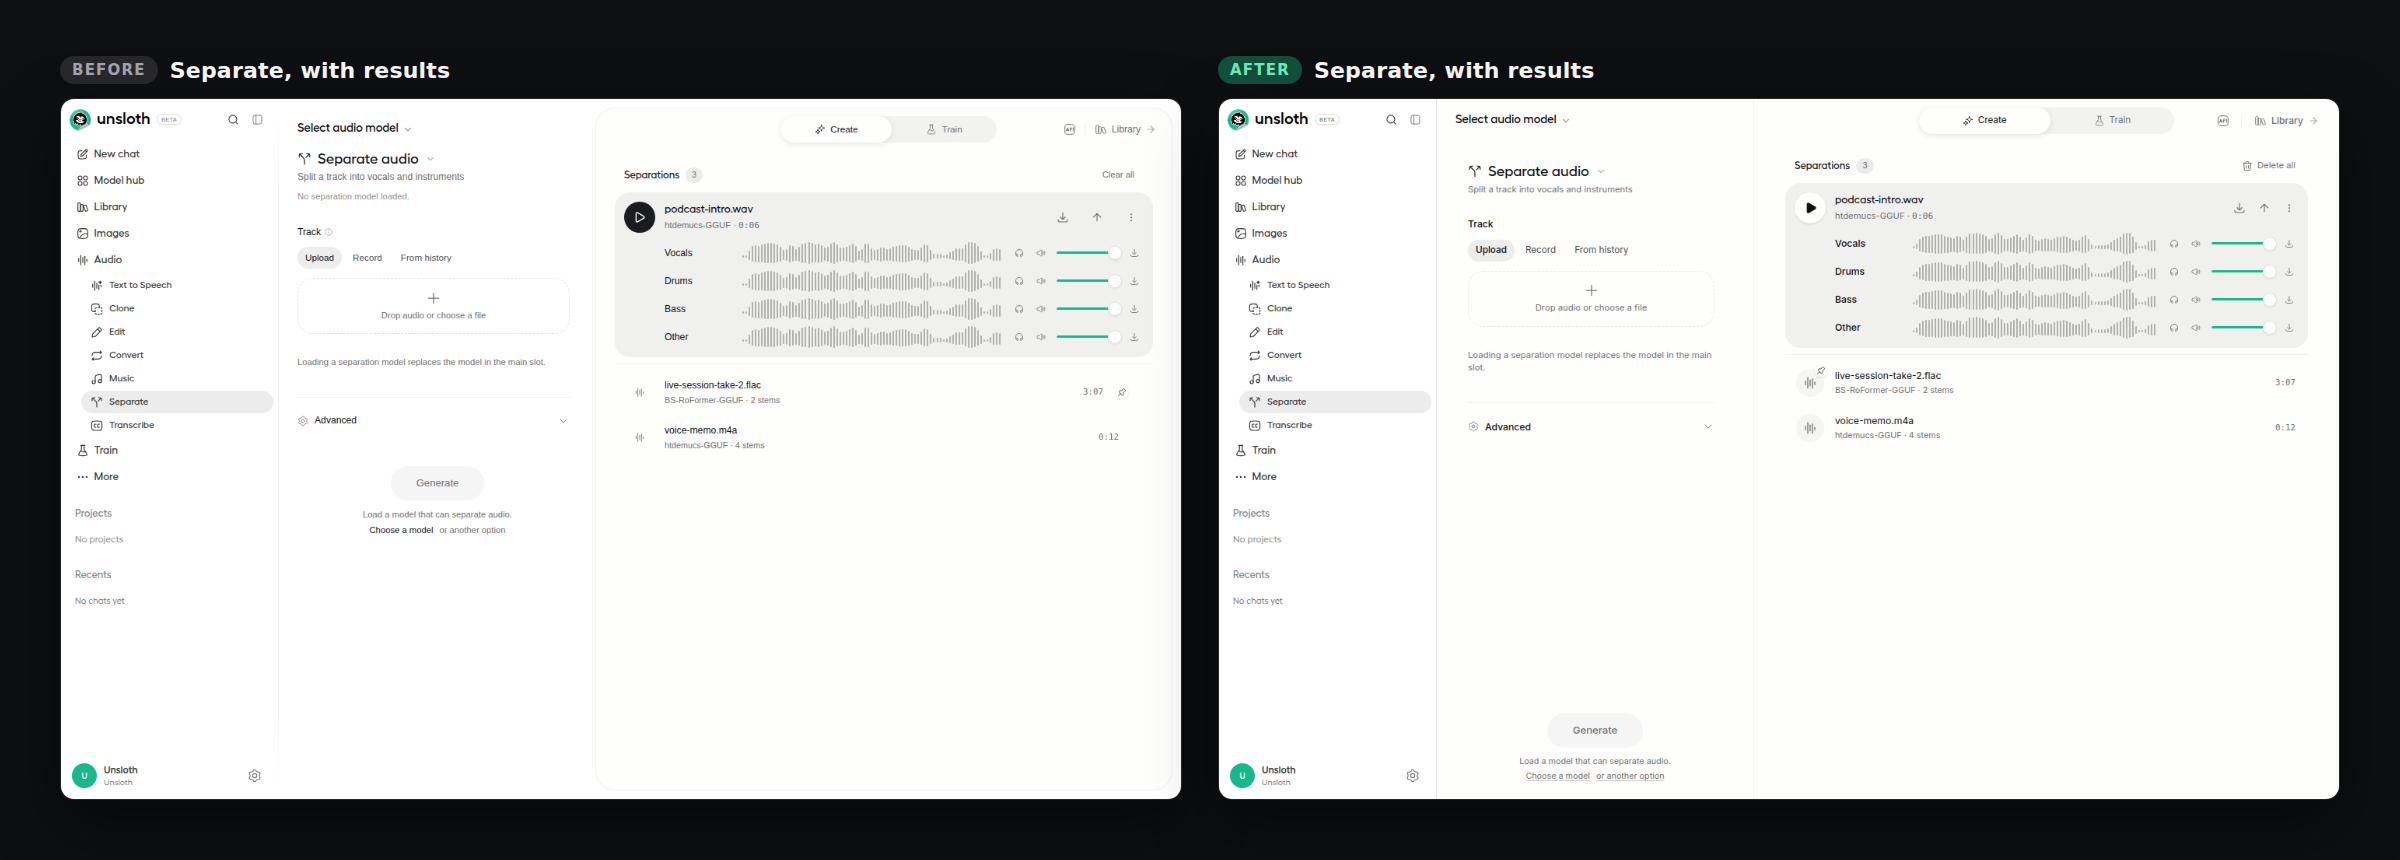 BEFORE Separate, with results
unsloth BETA
New chat
Model hub
Library
Images
Audio
Text to Speech
Clone
Edit
Convert
Music
Separate
Transcribe
Train
More
Projects
No projects
Recents
No chats yet
U Unsloth
Unsloth
Select audio model
Separate audio
Split a track into vocals and instruments
No separation model loaded.
Track
Upload Record From history
Drop audio or choose a file
Loading a separation model replaces the model in the main slot.
Advanced
Generate
Load a model that can separate audio.
Choose a model or another option
Create Train API Library
Separations 3 Clear all
podcast-intro.wav
htdemucs-GGUF · 0:06
Vocals
Drums
Bass
Other
live-session-take-2.flac
BS-RoFormer-GGUF · 2 stems
3:07
voice-memo.m4a
htdemucs-GGUF · 4 stems
0:12
AFTER Separate, with results
unsloth BETA
New chat
Model hub
Library
Images
Audio
Text to Speech
Clone
Edit
Convert
Music
Separate
Transcribe
Train
More
Projects
No projects
Recents
No chats yet
U Unsloth
Unsloth
Select audio model
Separate audio
Split a track into vocals and instruments
Track
Upload Record From history
Drop audio or choose a file
Loading a separation model replaces the model in the main
slot.
Advanced
Generate
Load a model that can separate audio.
Choose a model or another option
Create Train API Library
Separations 3 Delete all
podcast-intro.wav
htdemucs-GGUF · 0:06
Vocals
Drums
Bass
Other
live-session-take-2.flac
BS-RoFormer-GGUF · 2 stems
3:07
voice-memo.m4a
htdemucs-GGUF · 4 stems
0:12